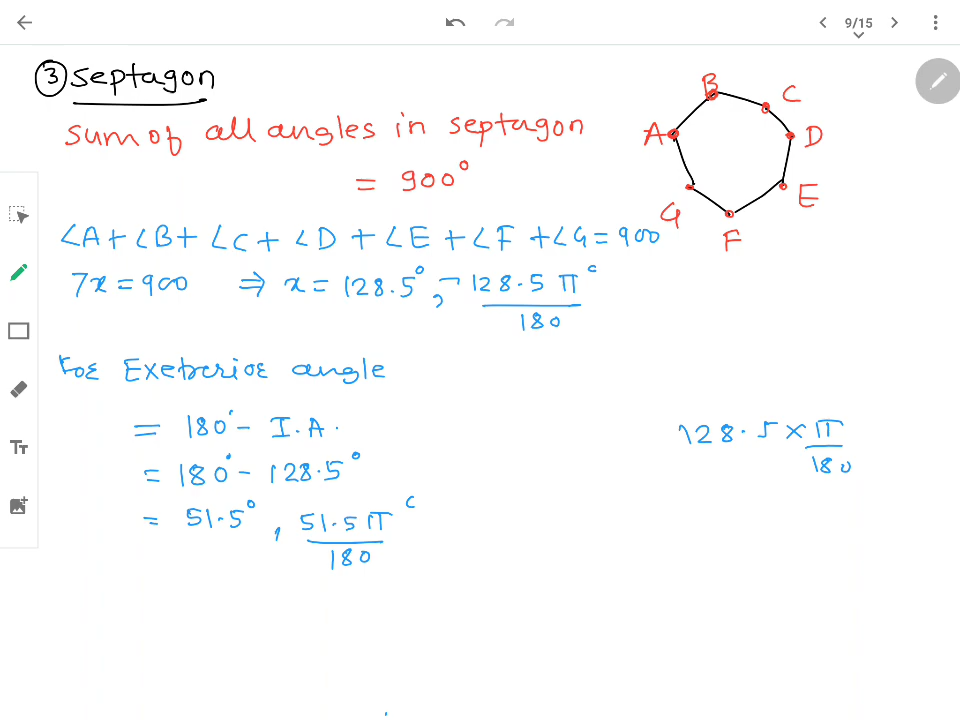 9/15
③ Septagon
Sum of all angles in septagon
= 900°
B
C
A
D
E
G
F
∠A + ∠B + ∠C + ∠D + ∠E + ∠F + ∠G = 900
7x = 900 ⇒ x = 128.5°, 128.5 π^c / 180
For Exeterior angle
= 180° - I.A.
= 180° - 128.5°
= 51.5°, 51.5 π^c / 180
128.5 × π / 180
Tт